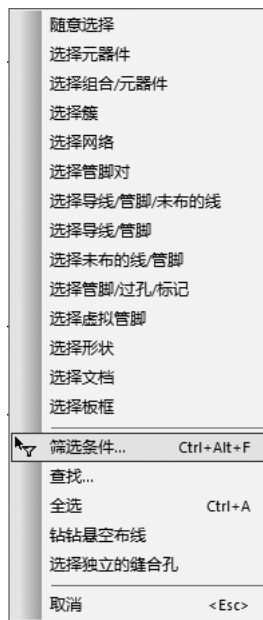 随意选择
选择元器件
选择组合/元器件
选择簇
选择网络
选择管脚对
选择导线/管脚/未布的线
选择导线/管脚
选择未布的线/管脚
选择管脚/过孔/标记
选择虚拟管脚
选择形状
选择文档
选择板框
筛选条件... Ctrl+Alt+F
查找...
全选 Ctrl+A
钻钻悬空布线
选择独立的缝合孔
取消 <Esc>